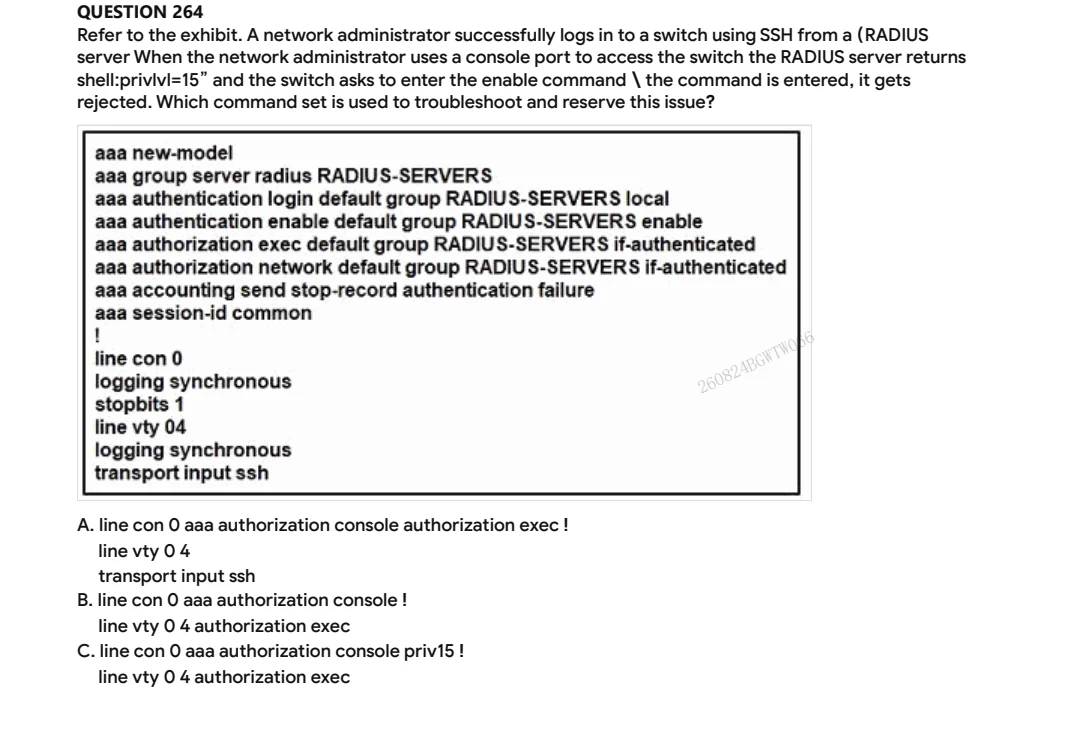 QUESTION 264
Refer to the exhibit. A network administrator successfully logs in to a switch using SSH from a (RADIUS
server When the network administrator uses a console port to access the switch the RADIUS server returns
shell:privlvl=15” and the switch asks to enter the enable command \ the command is entered, it gets
rejected. Which command set is used to troubleshoot and reserve this issue?
aaa new-model
aaa group server radius RADIUS-SERVERS
aaa authentication login default group RADIUS-SERVERS local
aaa authentication enable default group RADIUS-SERVERS enable
aaa authorization exec default group RADIUS-SERVERS if-authenticated
aaa authorization network default group RADIUS-SERVERS if-authenticated
aaa accounting send stop-record authentication failure
aaa session-id common
!
line con 0
logging synchronous
stopbits 1
line vty 04
logging synchronous
transport input ssh
260824BGWTW066
A. line con 0 aaa authorization console authorization exec !
line vty 0 4
transport input ssh
B. line con 0 aaa authorization console !
line vty 0 4 authorization exec
C. line con 0 aaa authorization console priv15 !
line vty 0 4 authorization exec